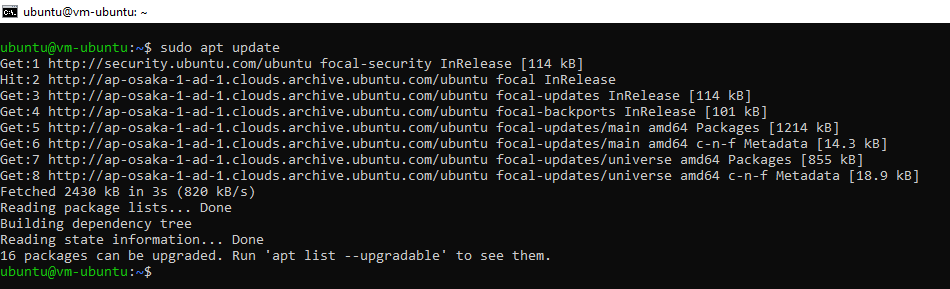 ubuntu@vm-ubuntu: ~
ubuntu@vm-ubuntu:~$ sudo apt update
Get:1 http://security.ubuntu.com/ubuntu focal-security InRelease [114 kB]
Hit:2 http://ap-osaka-1-ad-1.clouds.archive.ubuntu.com/ubuntu focal InRelease
Get:3 http://ap-osaka-1-ad-1.clouds.archive.ubuntu.com/ubuntu focal-updates InRelease [114 kB]
Get:4 http://ap-osaka-1-ad-1.clouds.archive.ubuntu.com/ubuntu focal-backports InRelease [101 kB]
Get:5 http://ap-osaka-1-ad-1.clouds.archive.ubuntu.com/ubuntu focal-updates/main amd64 Packages [1214 kB]
Get:6 http://ap-osaka-1-ad-1.clouds.archive.ubuntu.com/ubuntu focal-updates/main amd64 c-n-f Metadata [14.3 kB]
Get:7 http://ap-osaka-1-ad-1.clouds.archive.ubuntu.com/ubuntu focal-updates/universe amd64 Packages [855 kB]
Get:8 http://ap-osaka-1-ad-1.clouds.archive.ubuntu.com/ubuntu focal-updates/universe amd64 c-n-f Metadata [18.9 kB]
Fetched 2430 kB in 3s (820 kB/s)
Reading package lists... Done
Building dependency tree
Reading state information... Done
16 packages can be upgraded. Run 'apt list --upgradable' to see them.
ubuntu@vm-ubuntu:~$